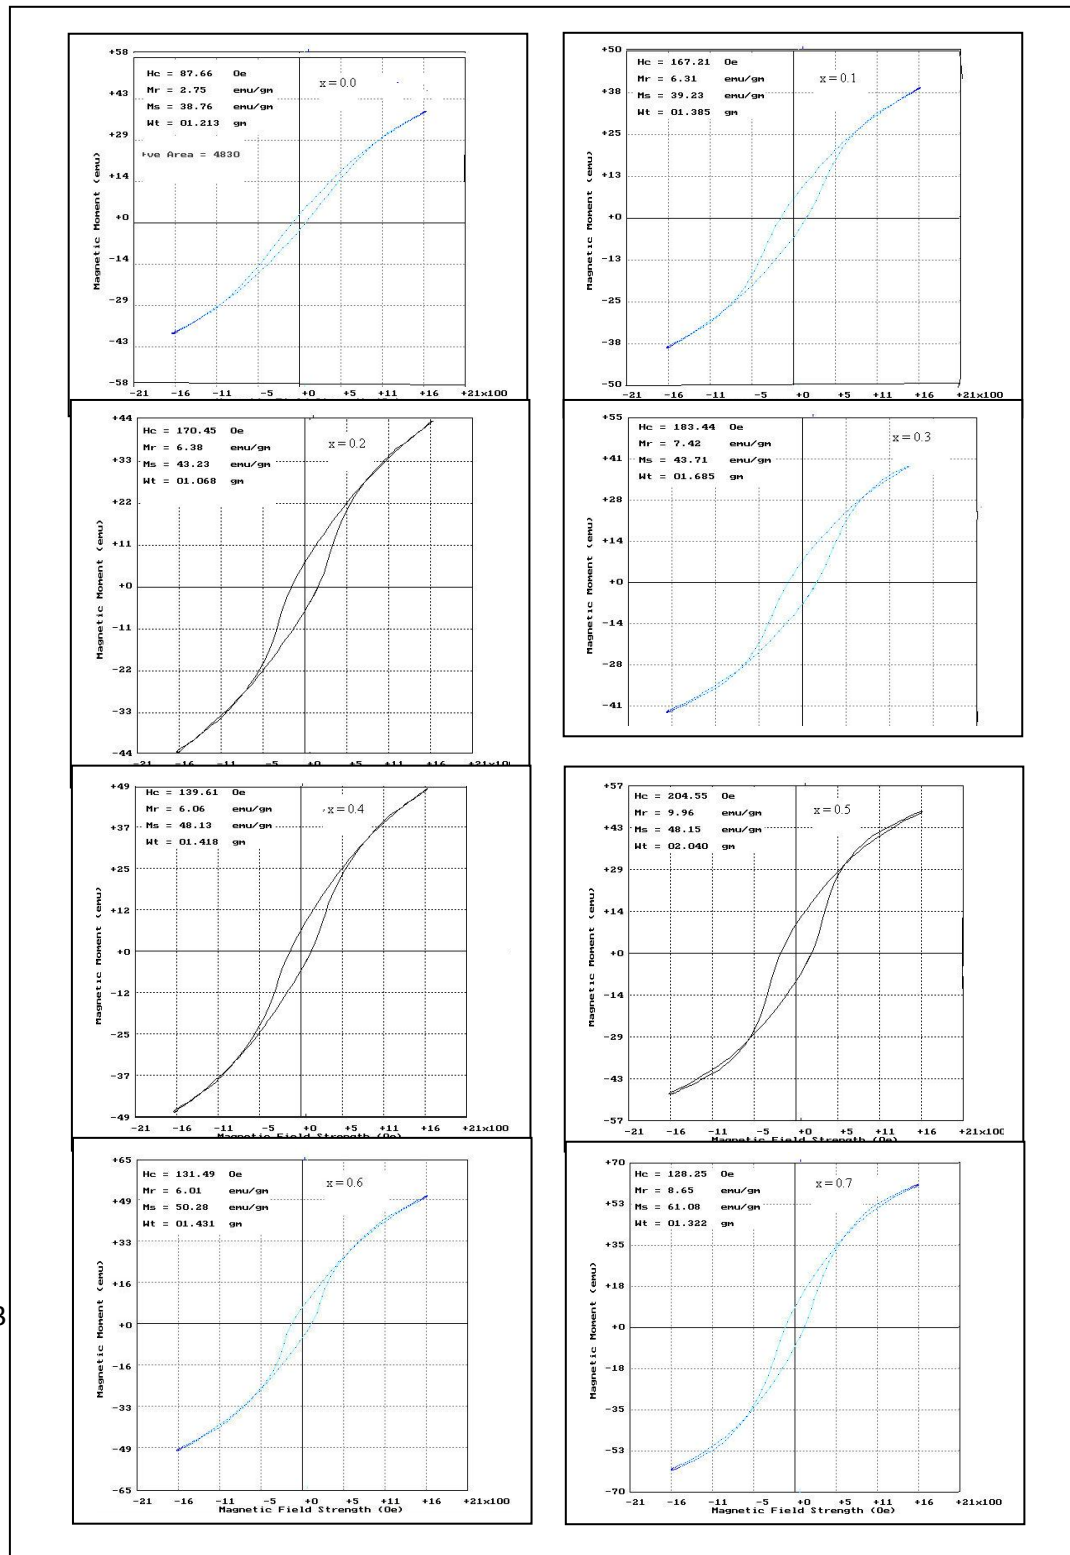 +58
Hc = 87.66 Oe
x = 0.0
Mr = 2.75 emu/gm
+43
Ms = 38.76 emu/gm
Wt = 01.213 gm
+29
+ve Area = 4830
+14
+0
-14
-29
-43
-58
Magnetic Moment (emu)
-21 -16 -11 -5 +0 +5 +11 +16 +21x100
+50
Hc = 167.21 Oe
Mr = 6.31 emu/gm
x = 0.1
+38
Ms = 39.23 emu/gm
Wt = 01.385 gm
+25
+13
+0
-13
-25
-38
-50
Magnetic Moment (emu)
-21 -16 -11 -5 +0 +5 +11 +16 +21x100
+44
Hc = 170.45 Oe
Mr = 6.38 emu/gm
x = 0.2
+33
Ms = 43.23 emu/gm
Wt = 01.068 gm
+22
+11
+0
-11
-22
-33
-44
Magnetic Moment (emu)
-21 -16 -11 -5 +0 +5 +11 +16
+55
Hc = 183.44 Oe
x = 0.3
Mr = 7.42 emu/gm
+41
Ms = 43.71 emu/gm
Wt = 01.685 gm
+28
+14
+0
-14
-28
-41
Magnetic Moment (emu)
+49
Hc = 139.61 Oe
Mr = 6.06 emu/gm
x = 0.4
Ms = 48.13 emu/gm
+37
Wt = 01.418 gm
+25
+12
+0
-12
-25
-37
-49
Magnetic Moment (emu)
-21 -16 -11 -5 +0 +5 +11 +16 +21x100
Magnetic Field Strength (Oe)
+57
Hc = 204.55 Oe
Mr = 9.96 emu/gm
x = 0.5
+43
Ms = 48.15 emu/gm
Wt = 02.040 gm
+29
+14
+0
-14
-29
-43
-57
Magnetic Moment (emu)
-21 -16 -11 -5 +0 +5 +11 +16 +21x100
Magnetic Field Strength (Oe)
+65
Hc = 131.49 Oe
x = 0.6
Mr = 6.01 emu/gm
+49
Ms = 50.28 emu/gm
Wt = 01.431 gm
+33
+16
+0
-16
-33
-49
-65
Magnetic Moment (emu)
-21 -16 -11 -5 +0 +5 +11 +16 +21x100
Magnetic Field Strength (Oe)
+70
Hc = 128.25 Oe
x = 0.7
Mr = 8.65 emu/gm
+53
Ms = 61.08 emu/gm
Wt = 01.322 gm
+35
+18
+0
-18
-35
-53
-70
Magnetic Moment (emu)
-21 -16 -11 -5 +0 +5 +11 +16 +21x100
Magnetic Field Strength (Oe)